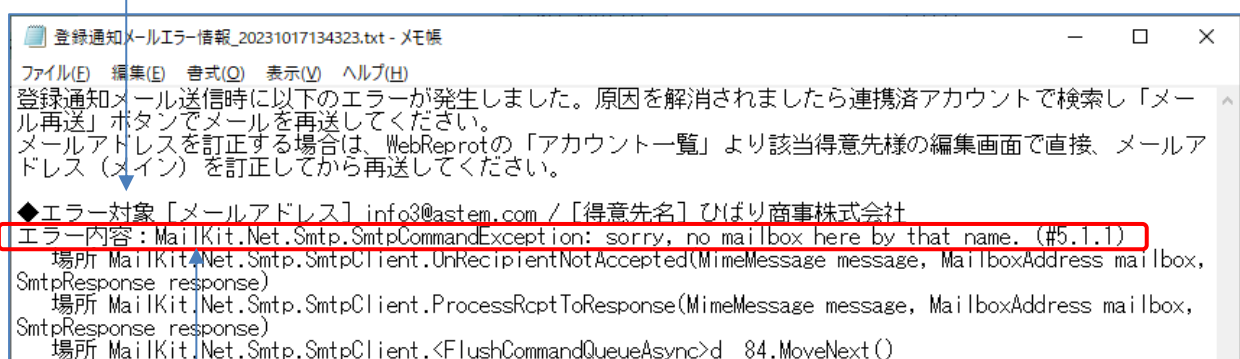 登録通知メールエラー情報_20231017134323.txt - メモ帳
ファイル(F) 編集(E) 書式(O) 表示(V) ヘルプ(H)
登録通知メール送信時に以下のエラーが発生しました。原因を解消されましたら連携済アカウントで検索し「メー
ル再送」ボタンでメールを再送してください。
メールアドレスを訂正する場合は、WebReprotの「アカウント一覧」より該当得意先様の編集画面で直接、メールア
ドレス（メイン）を訂正してから再送してください。
◆エラー対象［メールアドレス］info3@astem.com /［得意先名］ひばり商事株式会社
エラー内容：MailKit.Net.Smtp.SmtpCommandException: sorry, no mailbox here by that name. (#5.1.1)
場所 MailKit.Net.Smtp.SmtpClient.OnRecipientNotAccepted(MimeMessage message, MailboxAddress mailbox,
SmtpResponse response)
場所 MailKit.Net.Smtp.SmtpClient.ProcessRcptToResponse(MimeMessage message, MailboxAddress mailbox,
SmtpResponse response)
場所 MailKit.Net.Smtp.SmtpClient.<FlushCommandQueueAsync>d__84.MoveNext()